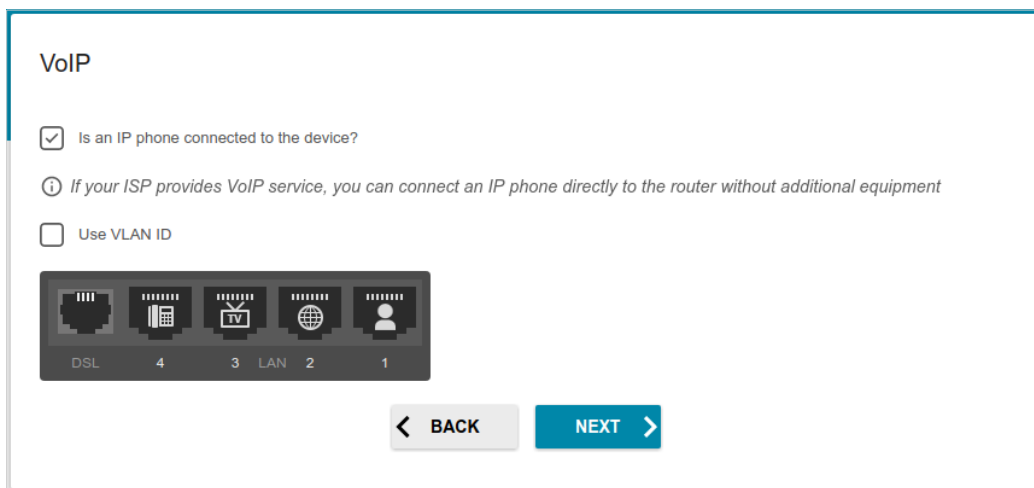 VoIP
Is an IP phone connected to the device?
If your ISP provides VoIP service, you can connect an IP phone directly to the router without additional equipment
Use VLAN ID
TV
DSL 4 3 LAN 2 1
BACK NEXT